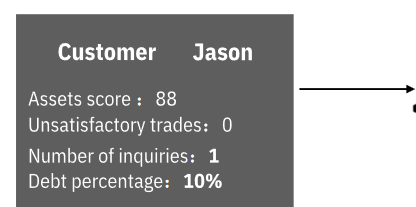 Customer Jason
Assets score： 88
Unsatisfactory trades： 0
Number of inquiries： 1
Debt percentage： 10%